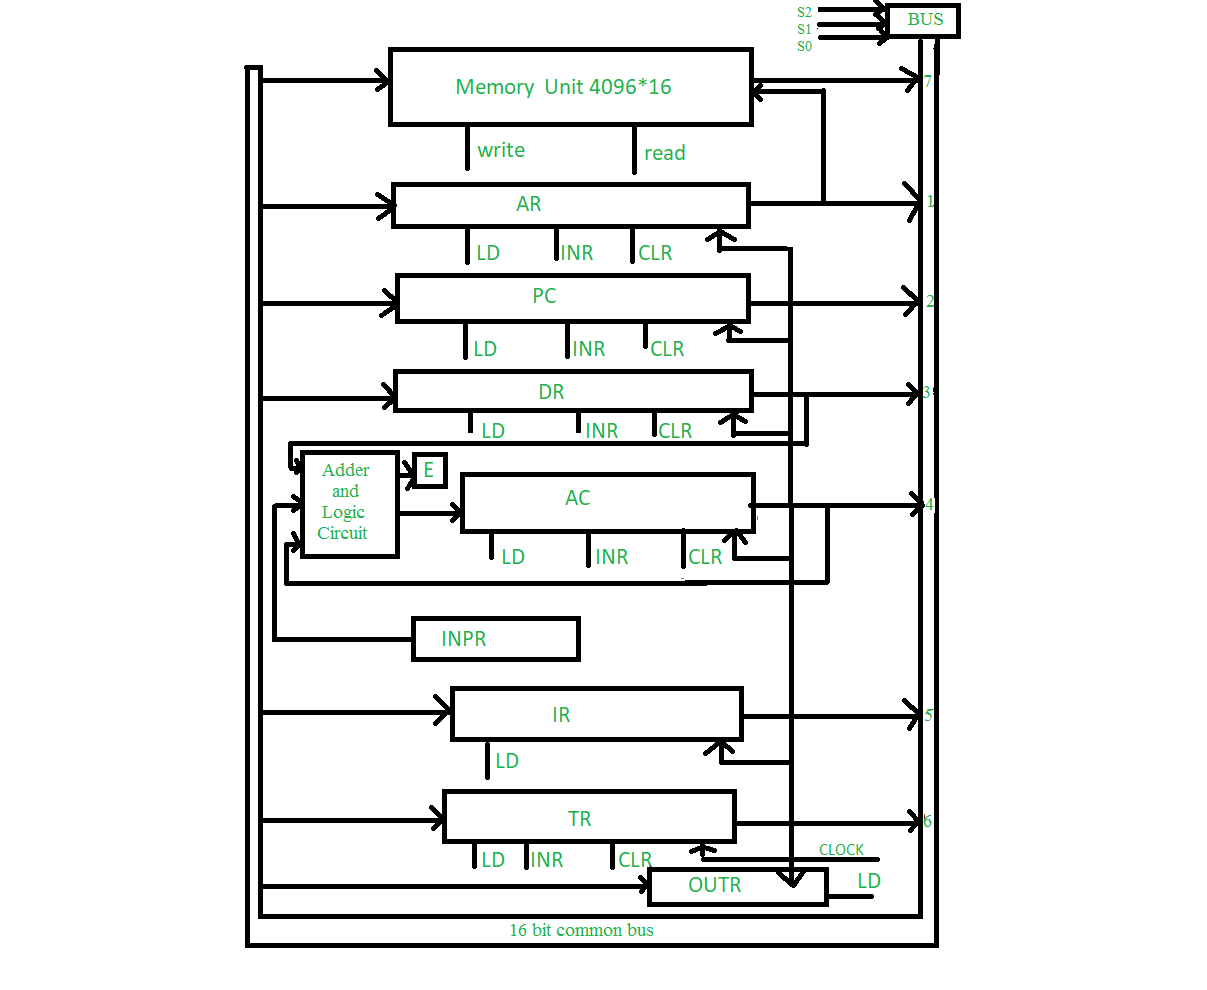 S2
BUS
S1
S0
Memory Unit 4096*16
7
write
read
AR
1
LD
INR
CLR
PC
2
LD
INR
CLR
DR
3
LD
INR
CLR
Adder
and
Logic
Circuit
E
AC
4
LD
INR
CLR
INPR
IR
5
LD
TR
6
LD
INR
CLR
CLOCK
OUTR
LD
16 bit common bus